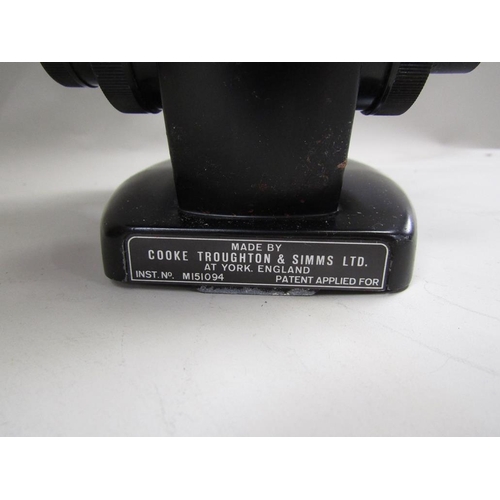 MADE BY
COOKE TROUGHTON & SIMMS LTD.
AT YORK. ENGLAND
INST. Nº. M151094 PATENT APPLIED FOR